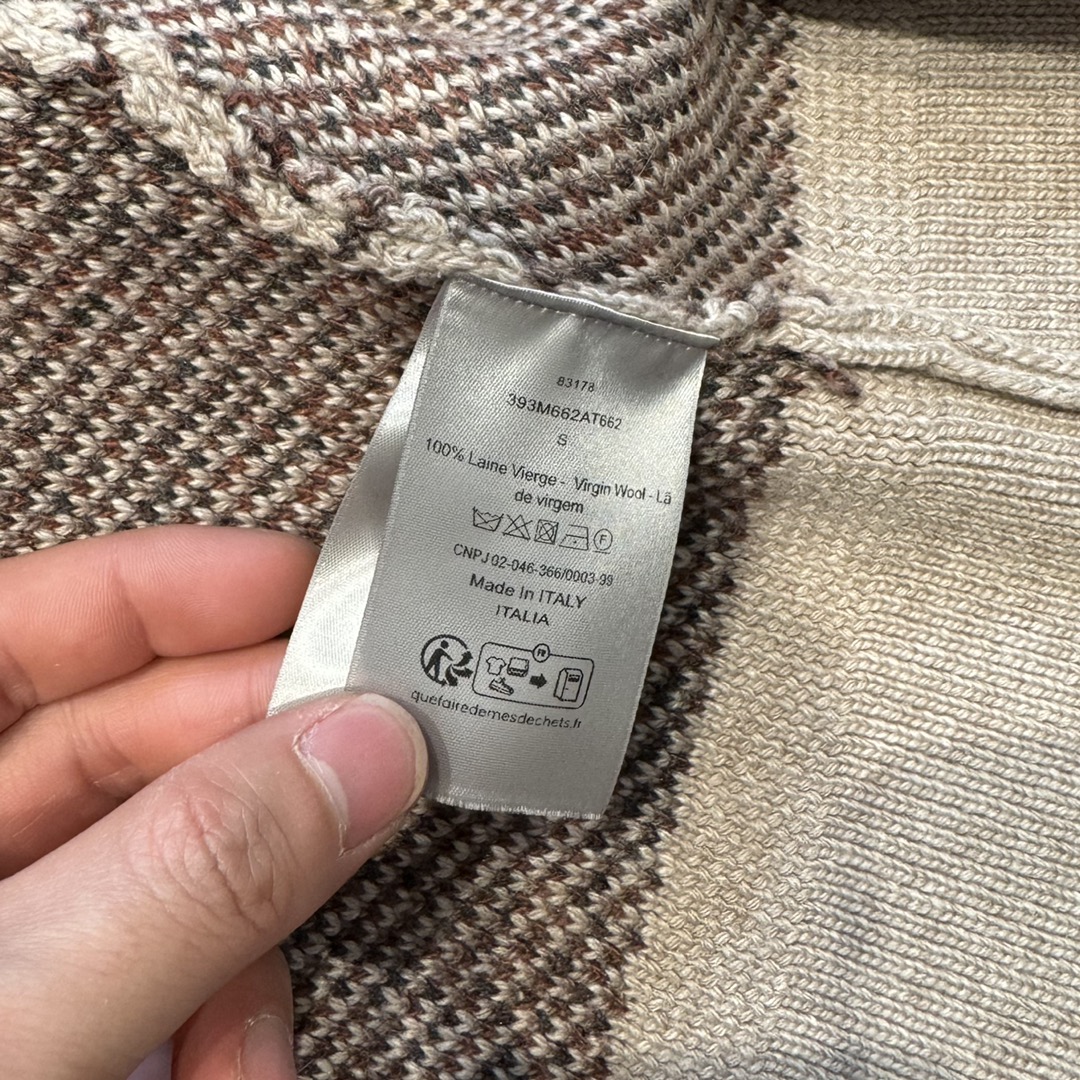 83178
393M662AT662
S
100% Laine Vierge - Virgin Wool - Lã
de virgem
F
CNPJ 02-046-366/0003-99
Made In ITALY
ITALIA
FR
quefairedemesdechets.fr